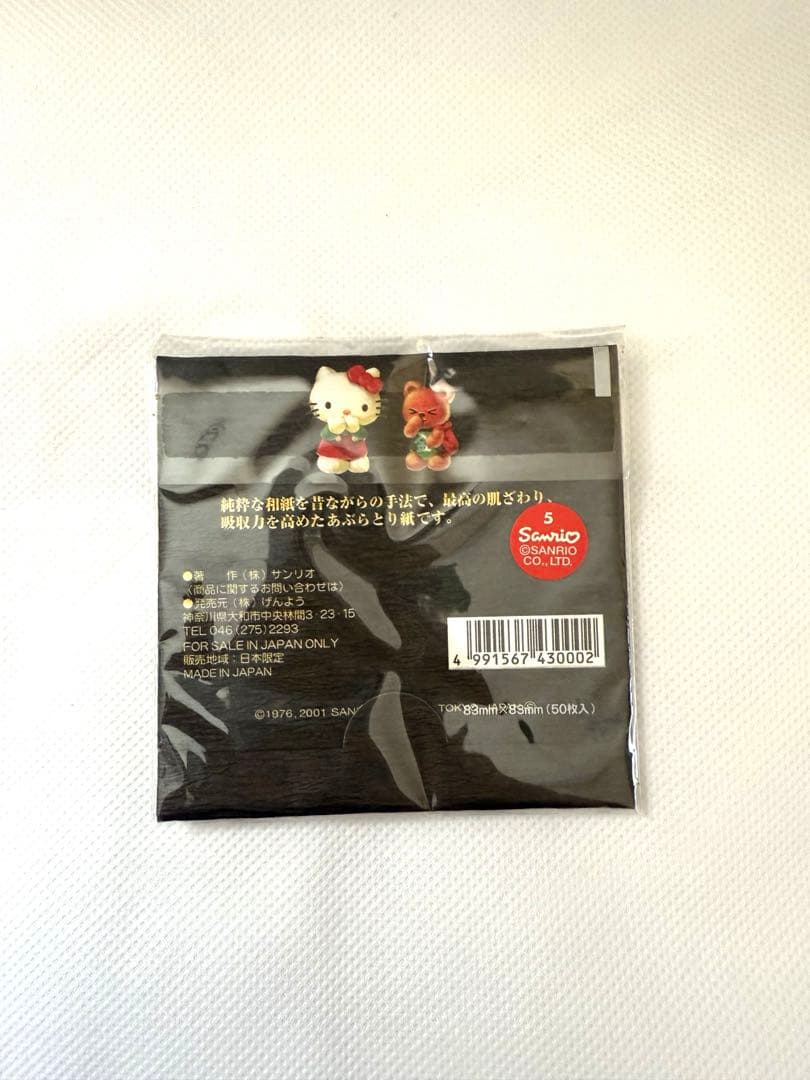 純粋な和紙を昔ながらの手法で、最高の肌ざわり、
吸収力を高めたあぶらとり紙です。
5
Sanrio
©SANRIO
CO., LTD.
●著 作 (株) サンリオ
〈商品に関するお問い合わせは〉
●発売元 (株) げんよう
神奈川県大和市中央林間3-23-15
TEL 046 (275) 2293
FOR SALE IN JAPAN ONLY
販売地域:日本限定
MADE IN JAPAN
4 991567 430002
©1976, 2001 SAN
TOKYO, JAPAN
83mm×83mm (50枚入)